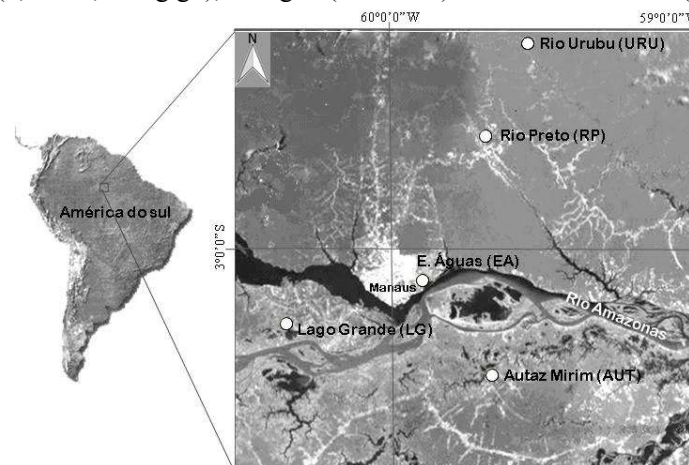 60°0'0"W
59°0'0"W
N
Rio Urubu (URU)
Rio Preto (RP)
América do sul
3°0'0"S
E. Águas (EA)
Manaus
Rio Amazonas
Lago Grande (LG)
Autaz Mirim (AUT)